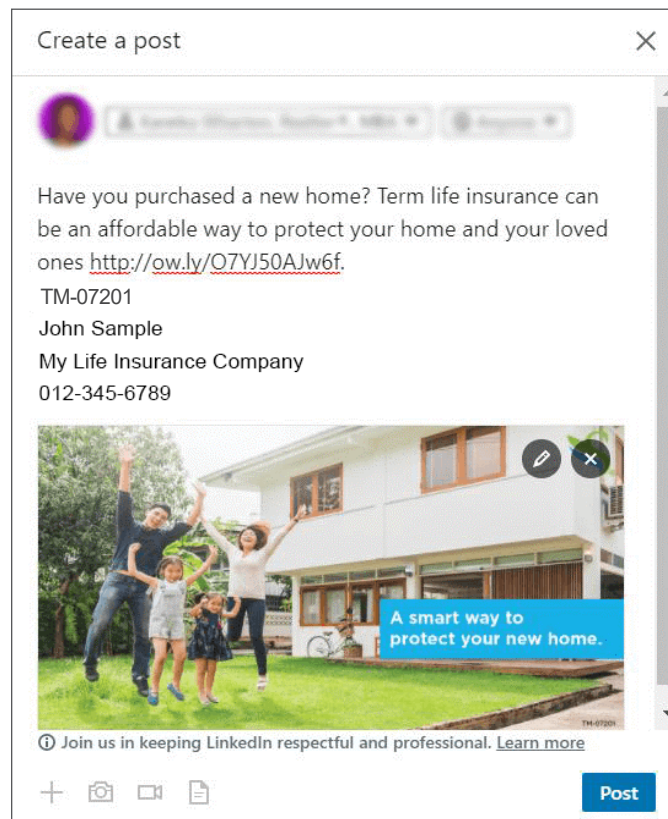 Create a post
Have you purchased a new home? Term life insurance can
be an affordable way to protect your home and your loved
ones http://ow.ly/O7YJ50AJw6f.
TM-07201
John Sample
My Life Insurance Company
012-345-6789
A smart way to
protect your new home.
TM-07201
Join us in keeping LinkedIn respectful and professional. Learn more
Post